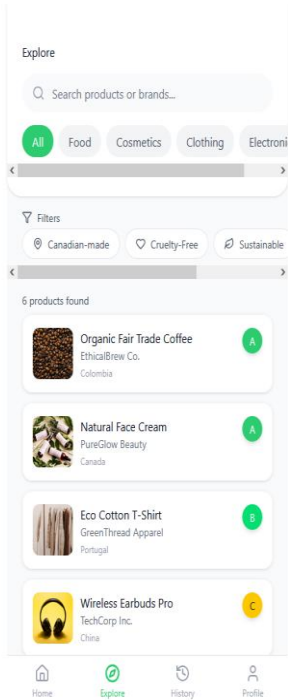 Explore
Search products or brands...
All Food Cosmetics Clothing Electroni
Filters
Canadian-made Cruelty-Free Sustainable
6 products found
Organic Fair Trade Coffee A
EthicalBrew Co.
Colombia
Natural Face Cream A
PureGlow Beauty
Canada
Eco Cotton T-Shirt B
GreenThread Apparel
Portugal
Wireless Earbuds Pro C
TechCorp Inc.
China
Home Explore History Profile